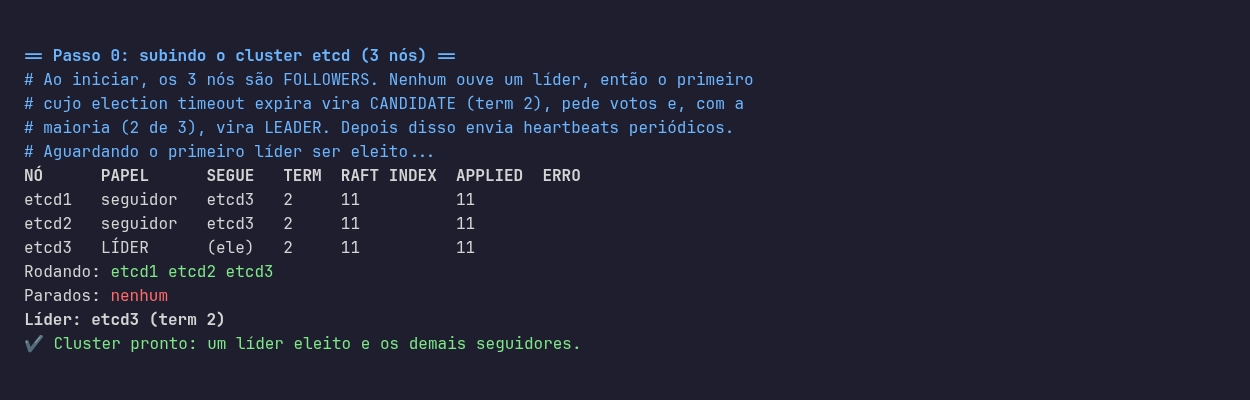 == Passo 0: subindo o cluster etcd (3 nós) ==
# Ao iniciar, os 3 nós são FOLLOWERS. Nenhum ouve um líder, então o primeiro
# cujo election timeout expira vira CANDIDATE (term 2), pede votos e, com a
# maioria (2 de 3), vira LEADER. Depois disso envia heartbeats periódicos.
# Aguardando o primeiro líder ser eleito...
NÓ      PAPEL      SEGUE   TERM  RAFT INDEX  APPLIED  ERRO
etcd1   seguidor   etcd3   2     11          11
etcd2   seguidor   etcd3   2     11          11
etcd3   LÍDER      (ele)   2     11          11
Rodando: etcd1 etcd2 etcd3
Parados: nenhum
Líder: etcd3 (term 2)
✔ Cluster pronto: um líder eleito e os demais seguidores.